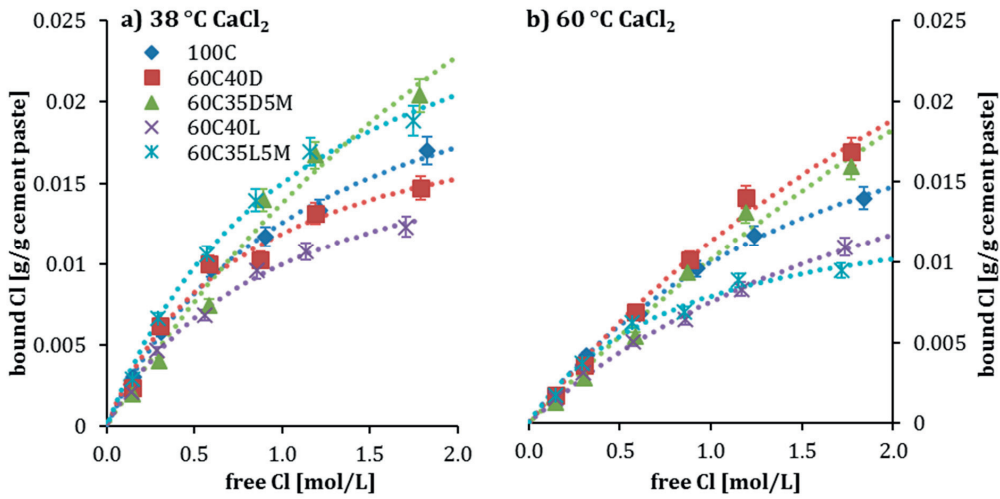 a) 38 °C CaCl₂
b) 60 °C CaCl₂
0.025
0.02
0.015
0.01
0.005
0
bound Cl [g/g cement paste]
100C
60C40D
60C35D5M
60C40L
60C35L5M
0.0 0.5 1.0 1.5 2.0
free Cl [mol/L]
0.0 0.5 1.0 1.5 2.0
free Cl [mol/L]
0.025
0.020
0.015
0.010
0.005
0.000
bound Cl [g/g cement paste]